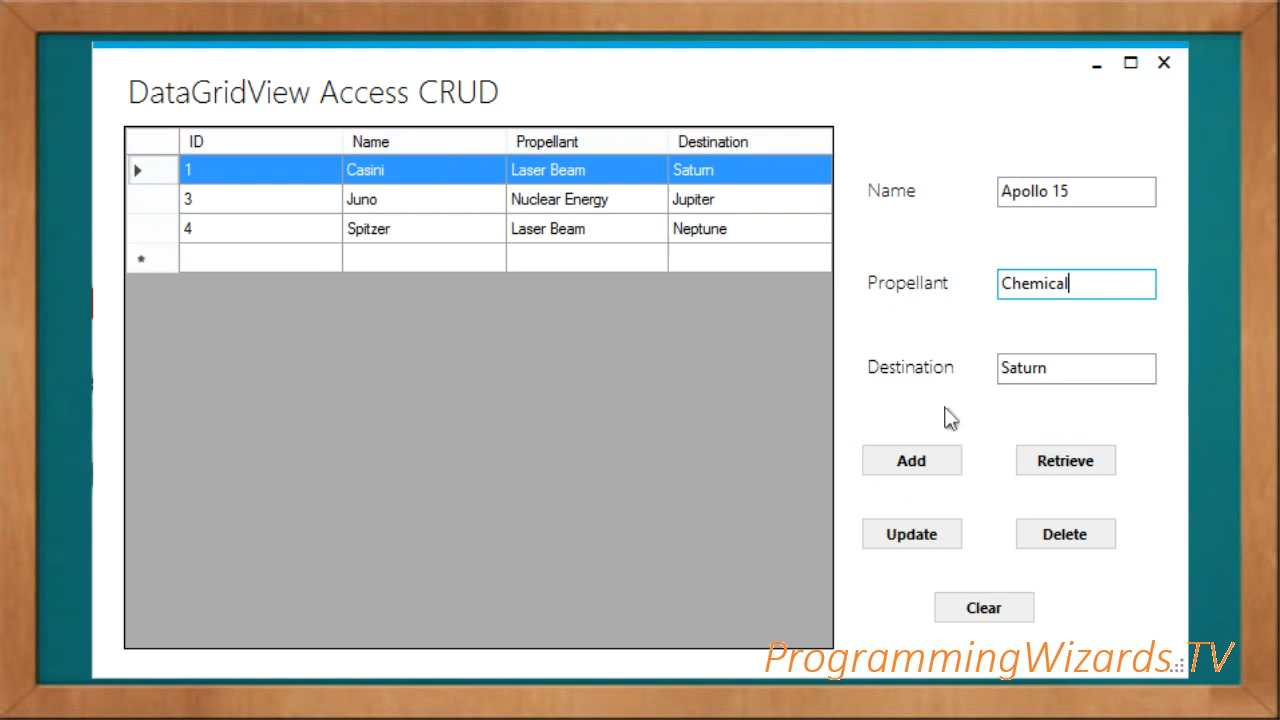 DataGridView Access CRUD
ID Name Propellant Destination
1 Casini Laser Beam Saturn
3 Juno Nuclear Energy Jupiter
4 Spitzer Laser Beam Neptune
*
Name Apollo 15
Propellant Chemical
Destination Saturn
Add Retrieve
Update Delete
Clear
ProgrammingWizards.TV